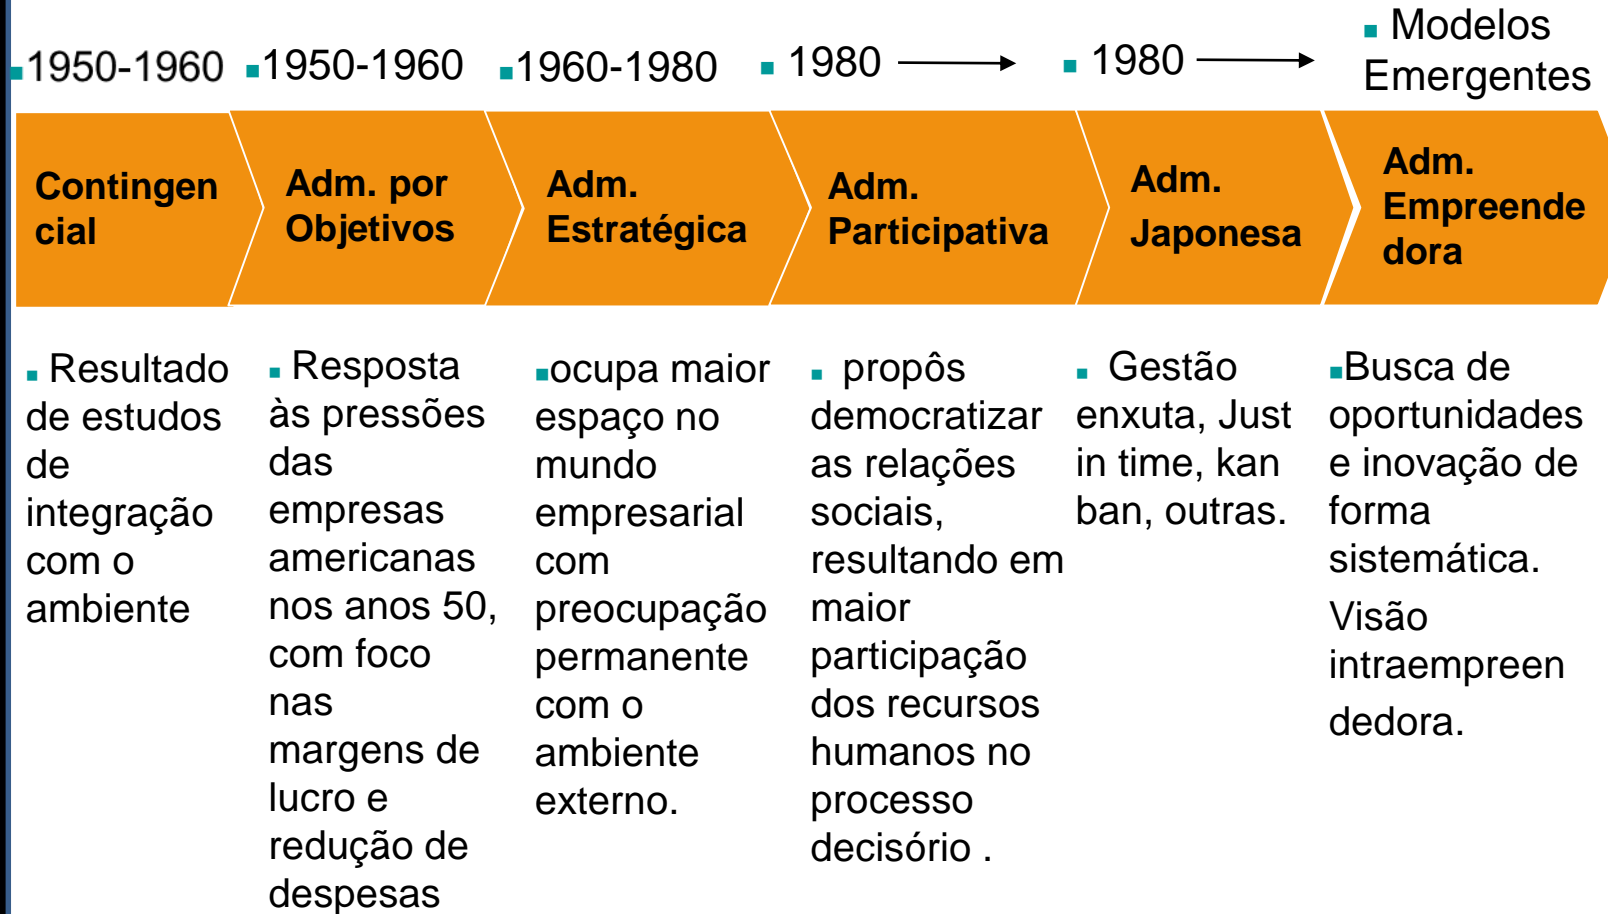 ▪1950-1960
▪1950-1960
▪1960-1980
▪ 1980
▪ 1980
▪ Modelos
Emergentes
Contingen
cial
Adm. por
Objetivos
Adm.
Estratégica
Adm.
Participativa
Adm.
Japonesa
Adm.
Empreende
dora
▪ Resultado
de estudos
de
integração
com o
ambiente
▪ Resposta
às pressões
das
empresas
americanas
nos anos 50,
com foco
nas
margens de
lucro e
redução de
despesas
▪ocupa maior
espaço no
mundo
empresarial
com
preocupação
permanente
com o
ambiente
externo.
▪ propôs
democratizar
as relações
sociais,
resultando em
maior
participação
dos recursos
humanos no
processo
decisório .
▪ Gestão
enxuta, Just
in time, kan
ban, outras.
▪Busca de
oportunidades
e inovação de
forma
sistemática.
Visão
intraempreen
dedora.